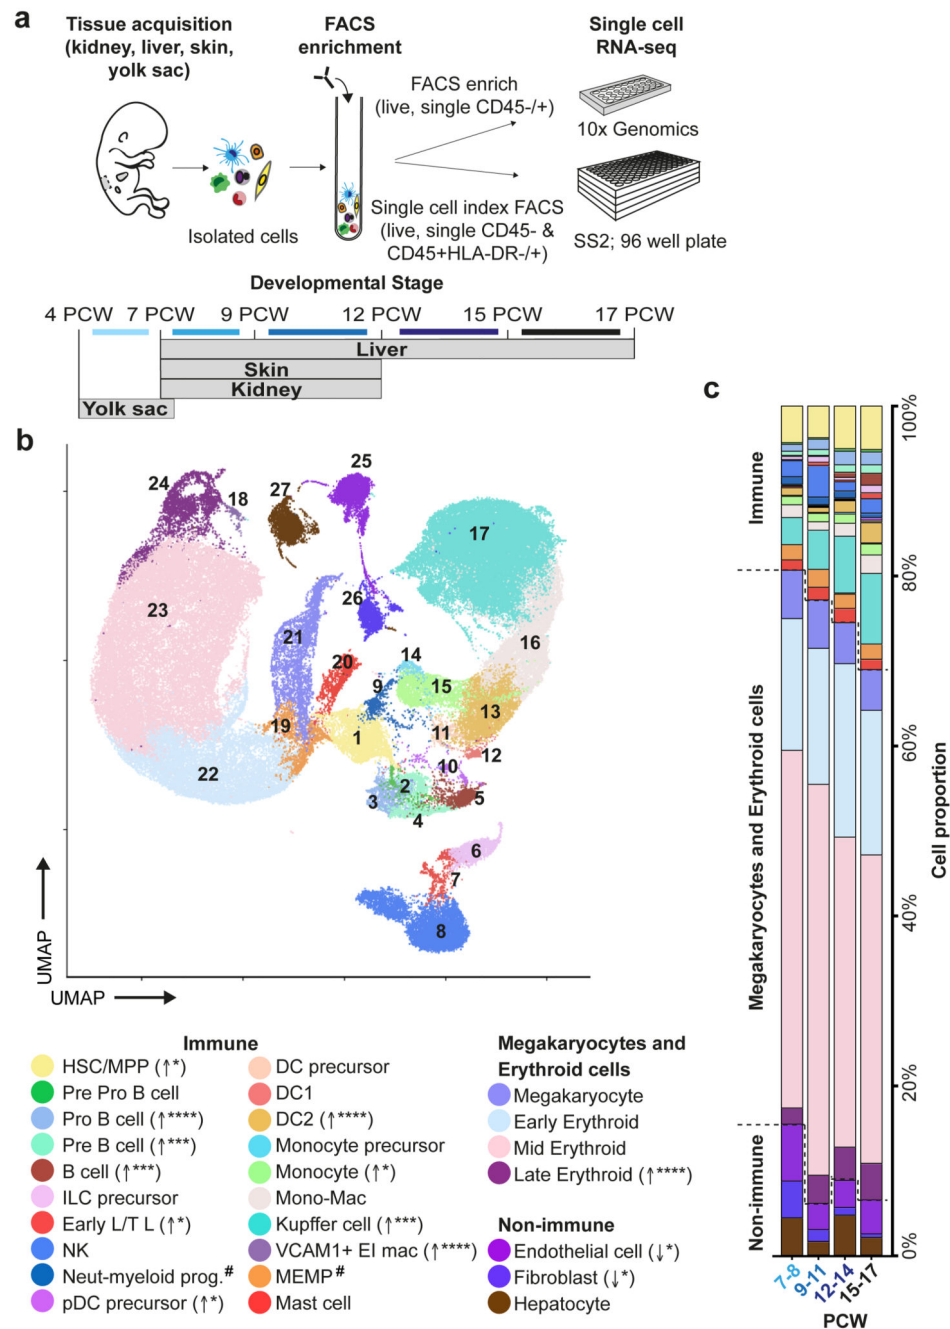 a
Tissue acquisition
(kidney, liver, skin,
yolk sac)
FACS
enrichment
Single cell
RNA-seq
FACS enrich
(live, single CD45-/+)
10x Genomics
Isolated cells
Single cell index FACS
(live, single CD45- &
CD45+HLA-DR-/+)
SS2; 96 well plate
Developmental Stage
4 PCW 7 PCW 9 PCW 12 PCW 15 PCW 17 PCW
Liver
Skin
Kidney
Yolk sac
b
24
18
27
25
17
23
26
21
20
14
16
9
15
19
1
11
13
12
22
10
2
3
5
4
6
7
8
UMAP
UMAP
c
Immune
Megakaryocytes and Erythroid cells
Non-immune
100%
80%
60%
40%
20%
0%
Cell proportion
7-8
9-11
12-14
15-17
PCW
Immune
HSC/MPP (↑*)
Pre Pro B cell
Pro B cell (↑****)
Pre B cell (↑***)
B cell (↑***)
ILC precursor
Early L/T L (↑*)
NK
Neut-myeloid prog.#
pDC precursor (↑*)
DC precursor
DC1
DC2 (↑****)
Monocyte precursor
Monocyte (↑*)
Mono-Mac
Kupffer cell (↑***)
VCAM1+ EI mac (↑****)
MEMP#
Mast cell
Megakaryocytes and
Erythroid cells
Megakaryocyte
Early Erythroid
Mid Erythroid
Late Erythroid (↑****)
Non-immune
Endothelial cell (↓*)
Fibroblast (↓*)
Hepatocyte